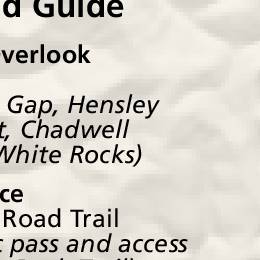 d Guide
verlook
Gap, Hensley
t, Chadwell
White Rocks)
ce
Road Trail
pass and access